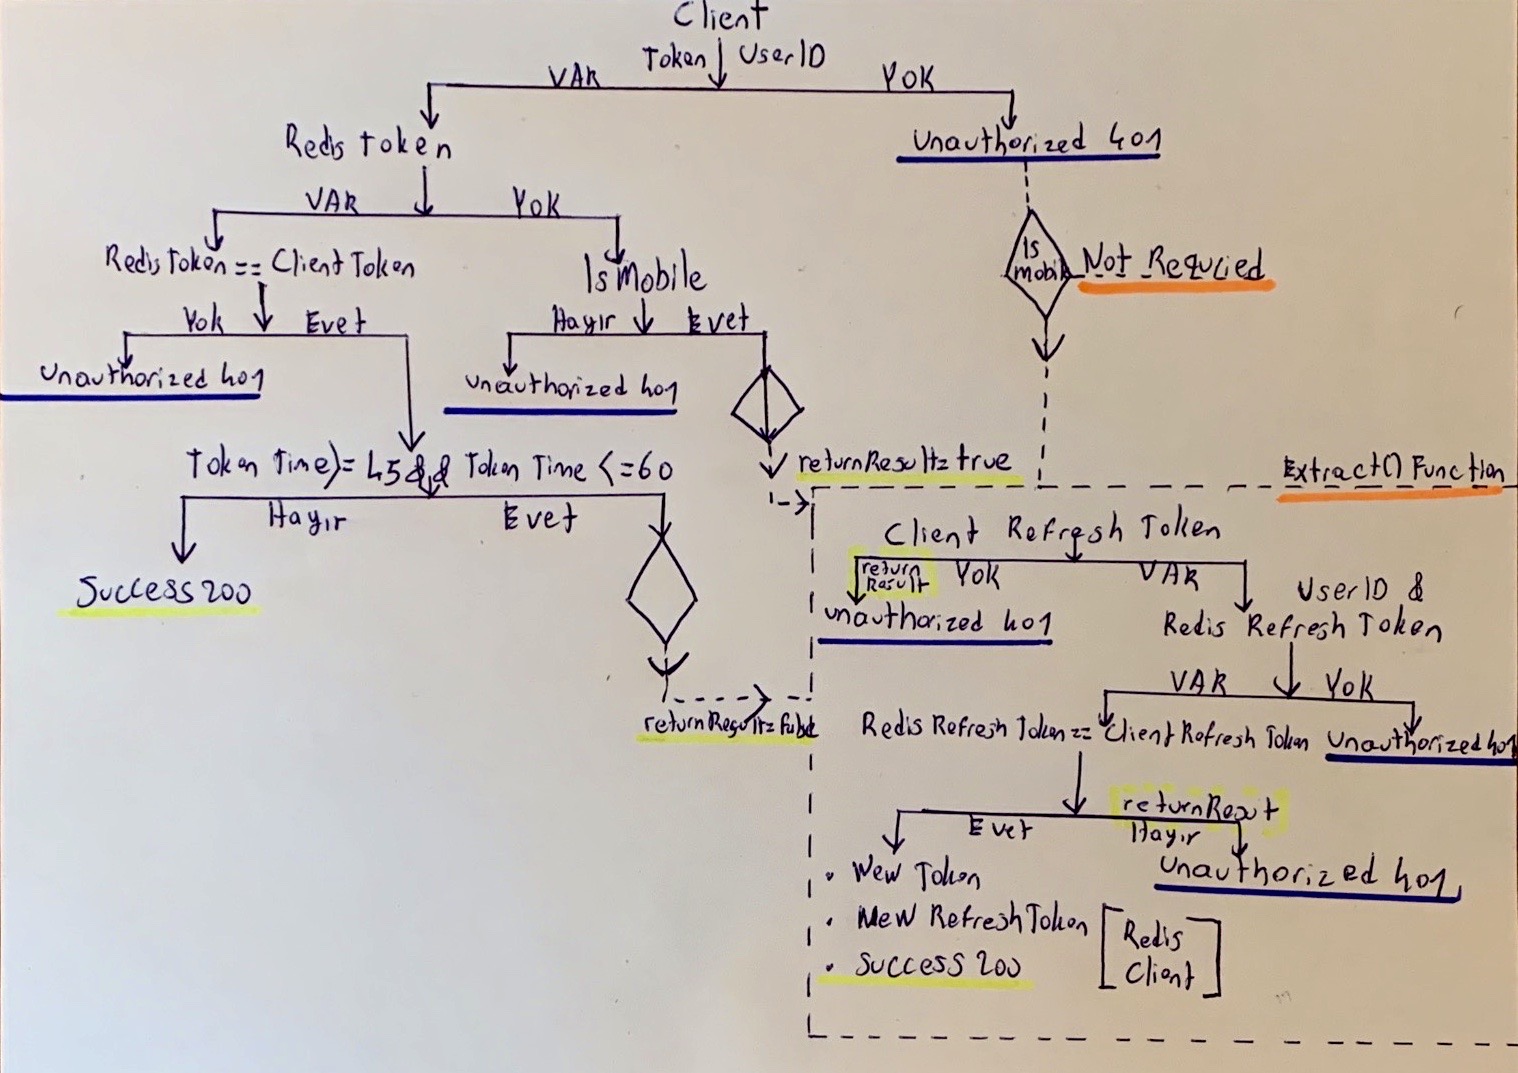 Client
Token UserID
VAR YOK
Redis Token
Unauthorized 401
VAR YOK
Redis Token == Client Token
Is Mobile
Is mobil
Not Requcied
Yok Evet
Hayır Evet
Unauthorized 401
Unauthorized 401
Token Time >= 45 && Token Time <= 60
returnResult= true
Extract() Function
Hayır Evet
Success 200
Client Refresh Token
return Result
YOK VAR
Unauthorized 401
UserID &
Redis Refresh Token
VAR YOK
returnResult= false
Redis Refresh Token == Client Refresh Token
Unauthorized 401
returnResut
Evet Hayır
Unauthorized 401
• New Token
• New RefreshToken
• Success 200
Redis
Client